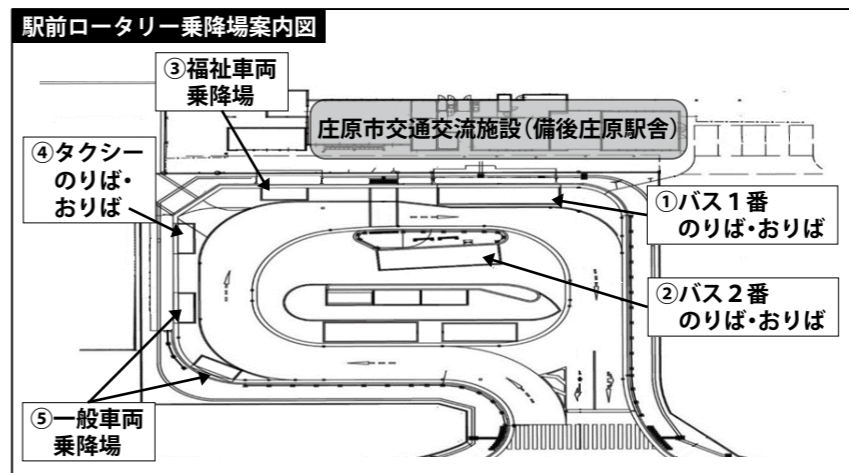 駅前ロータリー乗降場案内図
③福祉車両
乗降場
庄原市交通交流施設(備後庄原駅舎)
④タクシー
のりば・
おりば
①バス1番
のりば・おりば
②バス2番
のりば・おりば
⑤一般車両
乗降場